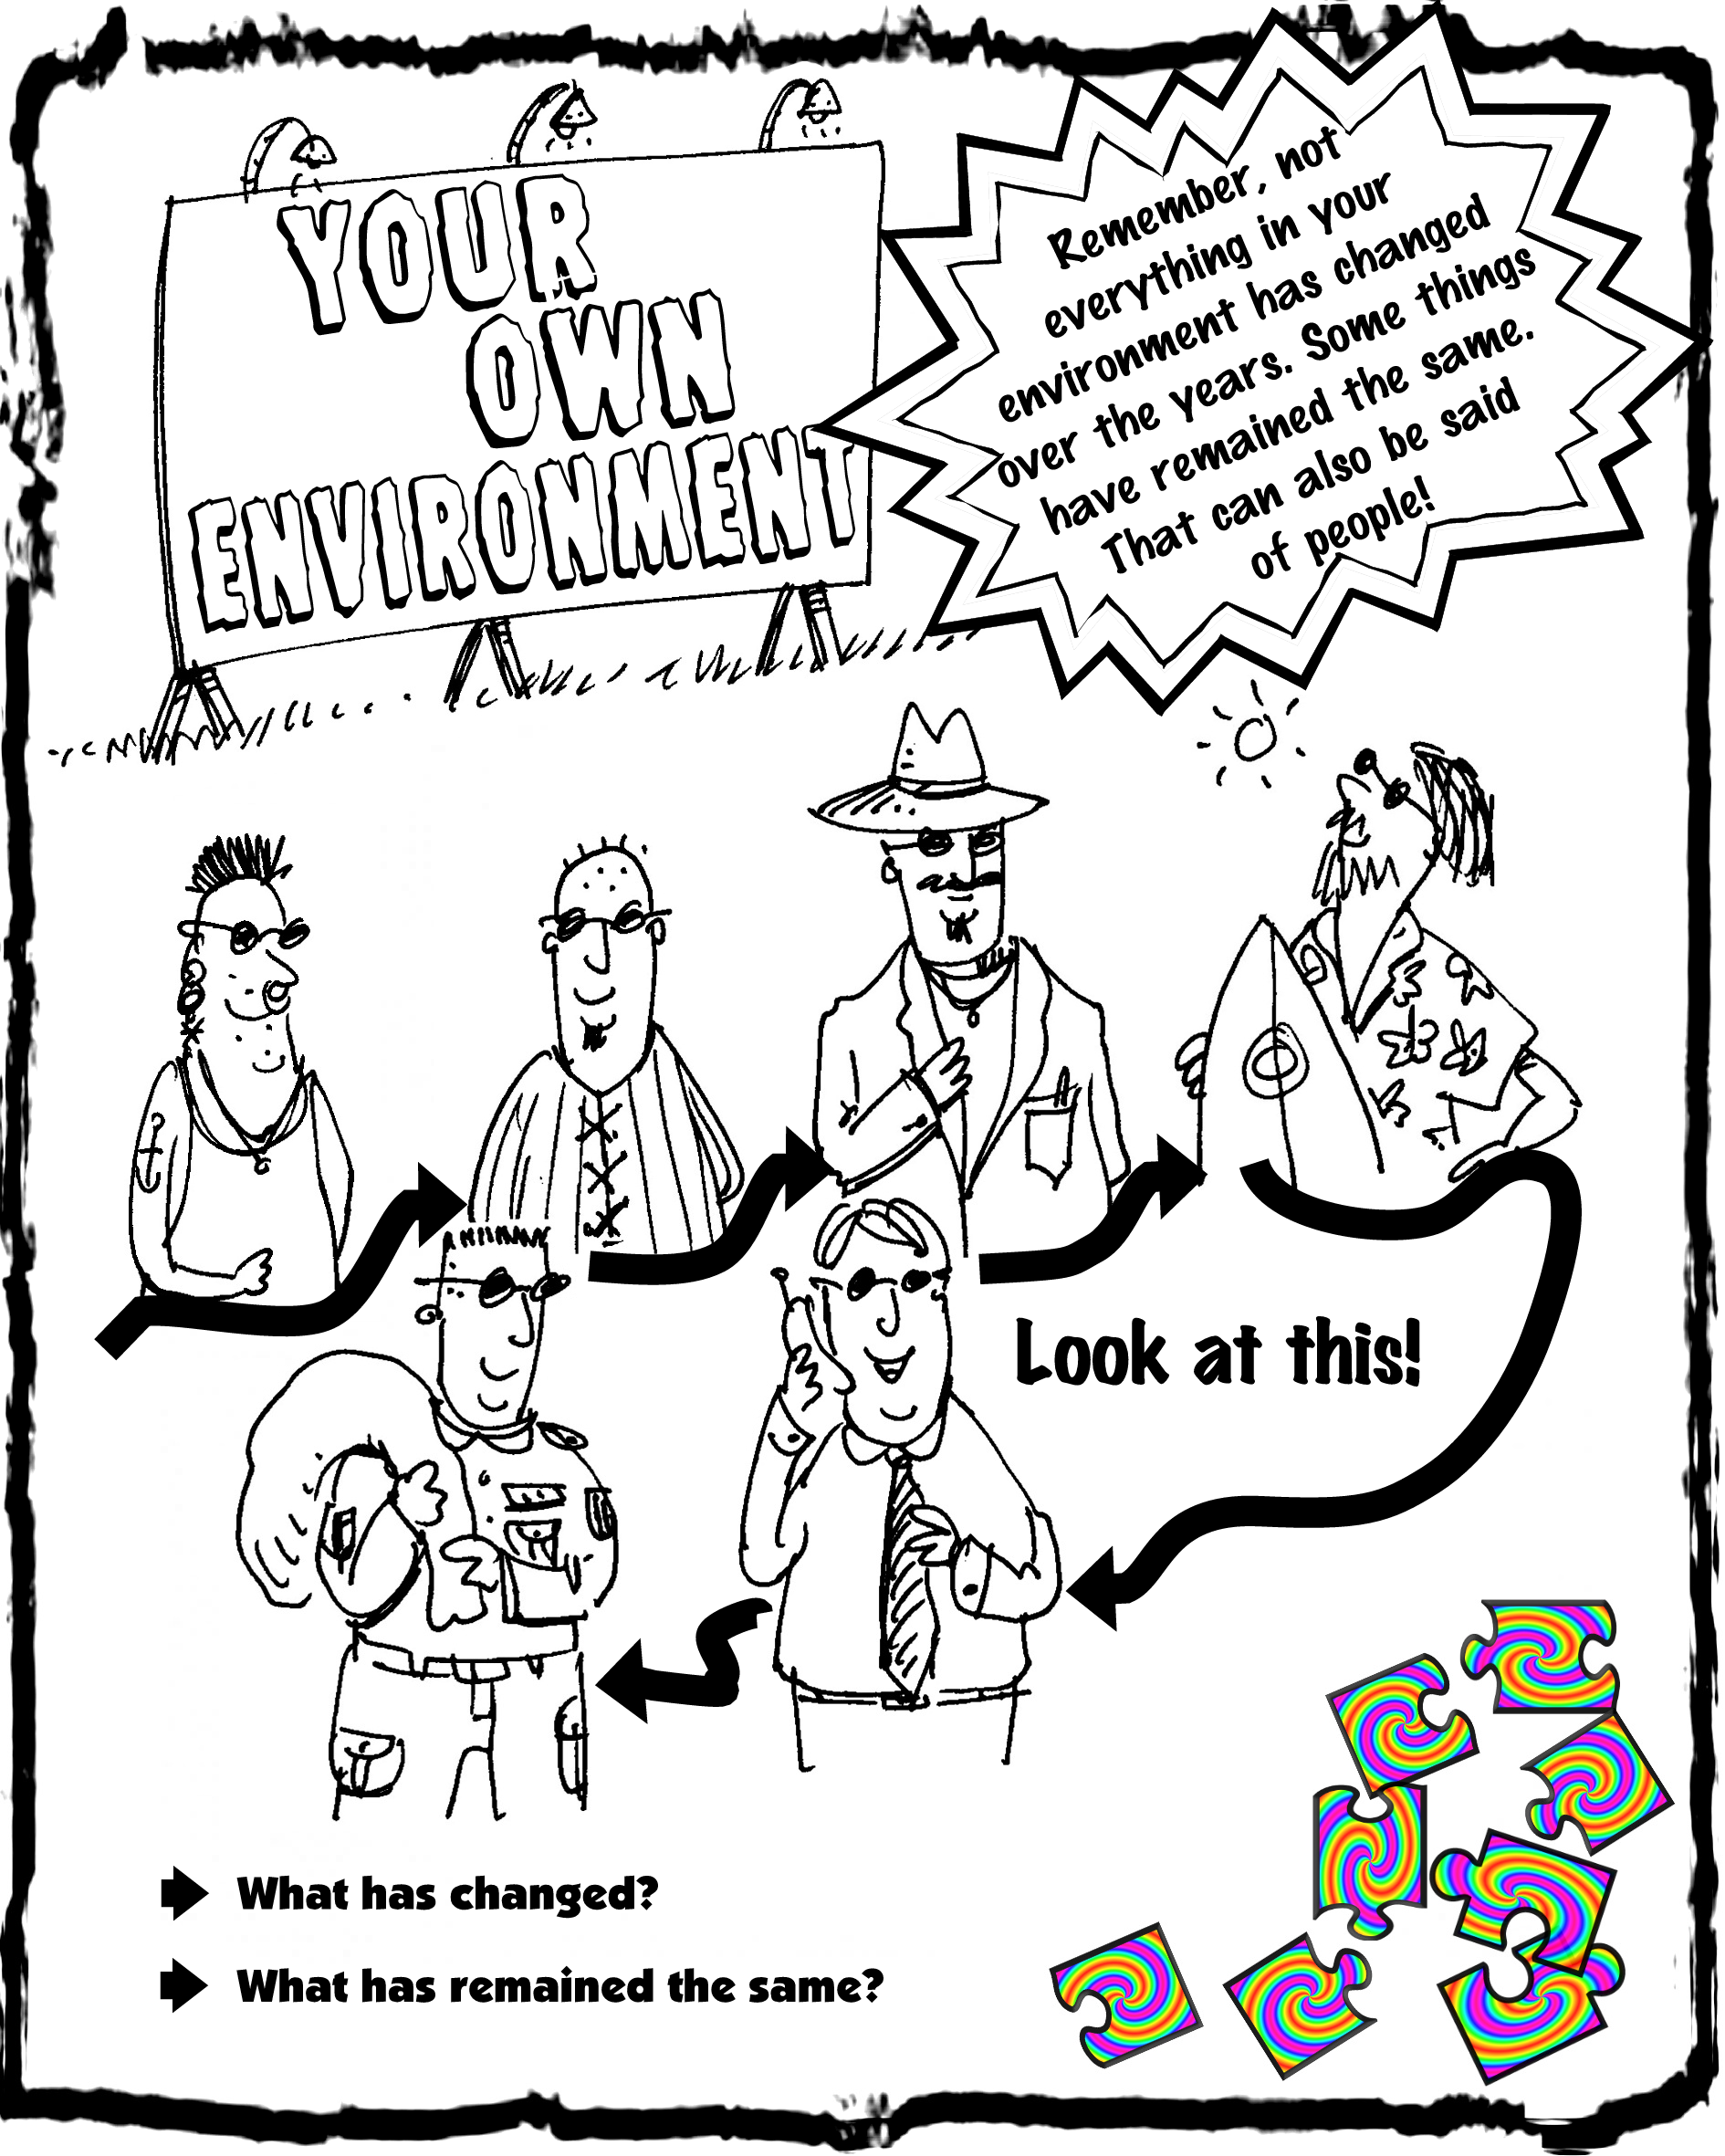 YOUR
OWN
ENVIRONMENT
Remember, not
everything in your
environment has changed
over the years. Some things
have remained the same.
That can also be said
of people!
Look at this!
What has changed?
What has remained the same?